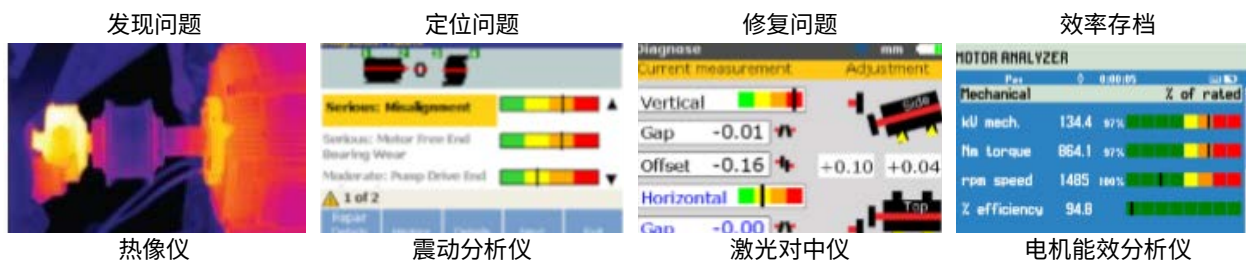 发现问题
定位问题
修复问题
效率存档
Serious: Misalignment
Serious: Motor Free End
Bearing Wear
Moderate: Pump Drive End
1 of 2
Repair
Diagnose
mm
Current measurement
Adjustment
Vertical
Side
Gap -0.01
Offset -0.16
+0.10 +0.04
Horizontal
Top
Gap -0.00
MOTOR ANALYZER
0:00:05
Mechanical % of rated
kW mech. 134.4 97%
Nm torque 864.1 97%
rpm speed 1485 100%
% efficiency 94.8
热像仪
震动分析仪
激光对中仪
电机能效分析仪